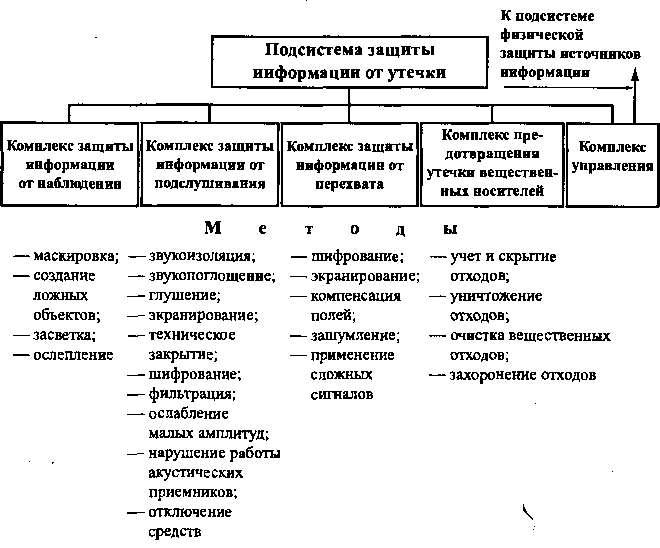 К подсистеме
физической
защиты источников
информации
Подсистема защиты
информации от утечки
Комплекс защиты
информации
от наблюдения
Комплекс защиты
информации от
подслушивания
Комплекс защиты
информации от
перехвата
Комплекс пре-
дотвращения
утечки веществен-
ных носителей
Комплекс
управления
Методы
— маскировка;
— создание
ложных
объектов;
— засветка;
— ослепление
— звукоизоляция;
— звукопоглощение;
— глушение;
— экранирование;
— техническое
закрытие;
— шифрование;
— фильтрация;
— ослабление
малых амплитуд;
— нарушение работы
акустических
приемников;
— отключение
средств
— шифрование;
— экранирование;
— компенсация
полей;
— зашумление;
— применение
сложных
сигналов
— учет и скрытие
отходов;
— уничтожение
отходов;
— очистка вещественных
отходов;
— захоронение отходов